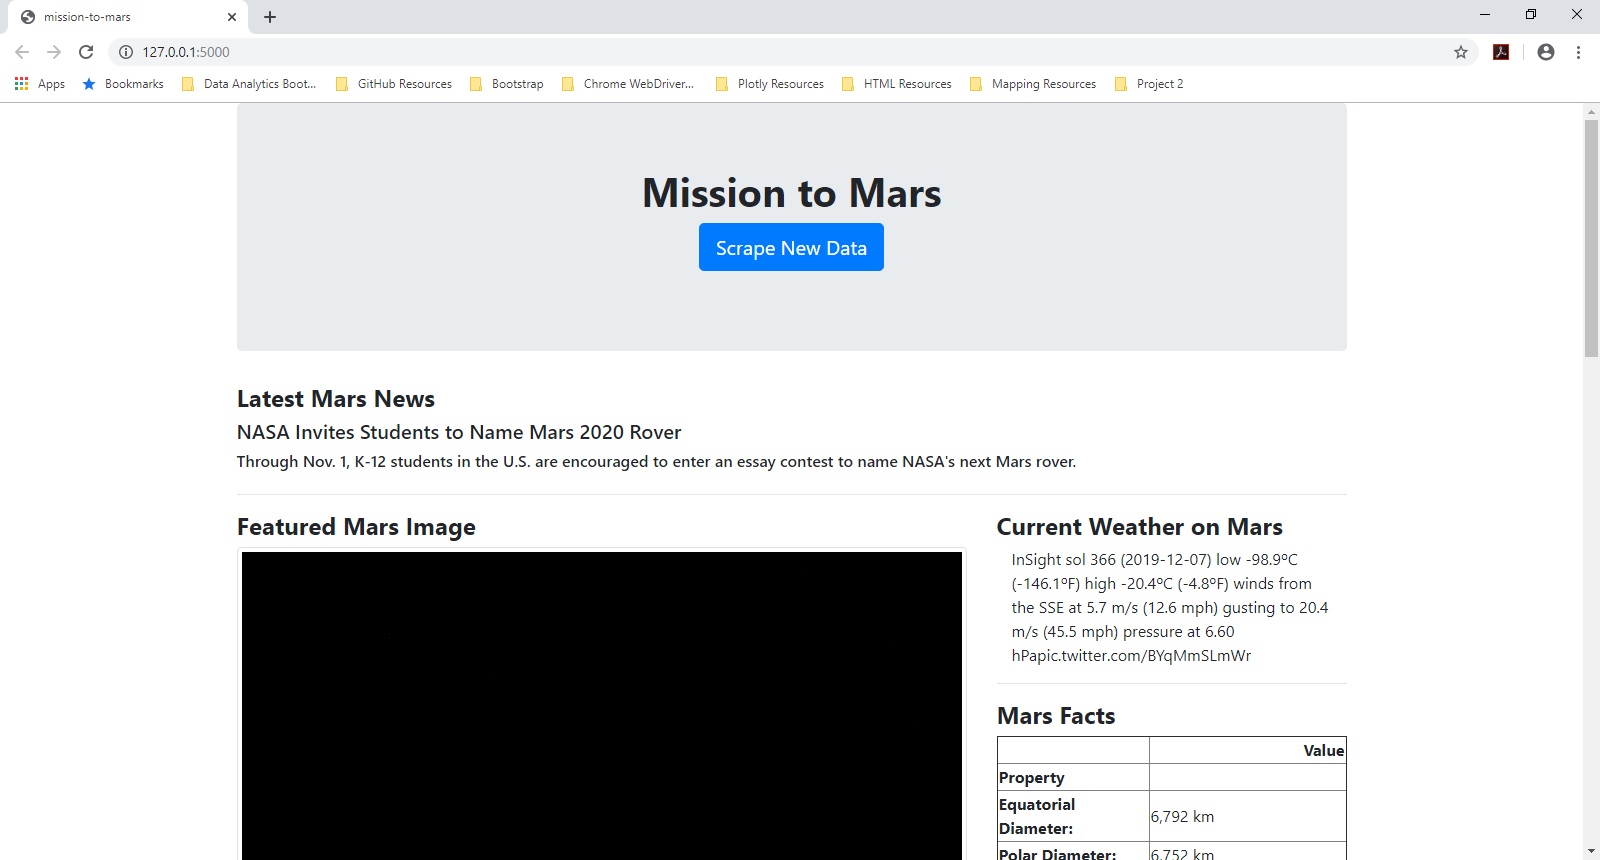 mission-to-mars
127.0.0.1:5000
Apps Bookmarks Data Analytics Boot... GitHub Resources Bootstrap Chrome WebDriver... Plotly Resources HTML Resources Mapping Resources Project 2
Mission to Mars
Scrape New Data
Latest Mars News
NASA Invites Students to Name Mars 2020 Rover
Through Nov. 1, K-12 students in the U.S. are encouraged to enter an essay contest to name NASA's next Mars rover.
Featured Mars Image
Current Weather on Mars
InSight sol 366 (2019-12-07) low -98.9ºC
(-146.1ºF) high -20.4ºC (-4.8ºF) winds from
the SSE at 5.7 m/s (12.6 mph) gusting to 20.4
m/s (45.5 mph) pressure at 6.60
hPapic.twitter.com/BYqMmSLmWr
Mars Facts
Value
Property
Equatorial
Diameter:
6,792 km
Polar Diameter: 6,752 km